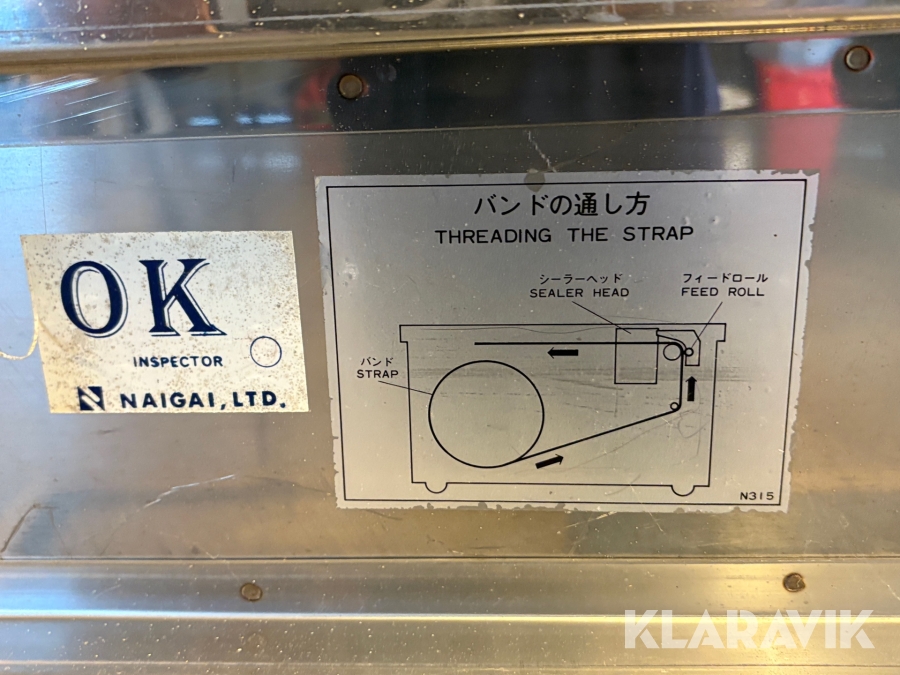 バンドの通し方
THREADING THE STRAP
シーラーヘッド
SEALER HEAD
フィードロール
FEED ROLL
バンド
STRAP
N315
OK
INSPECTOR
N NAIGAI, LTD.
KLARAVIK